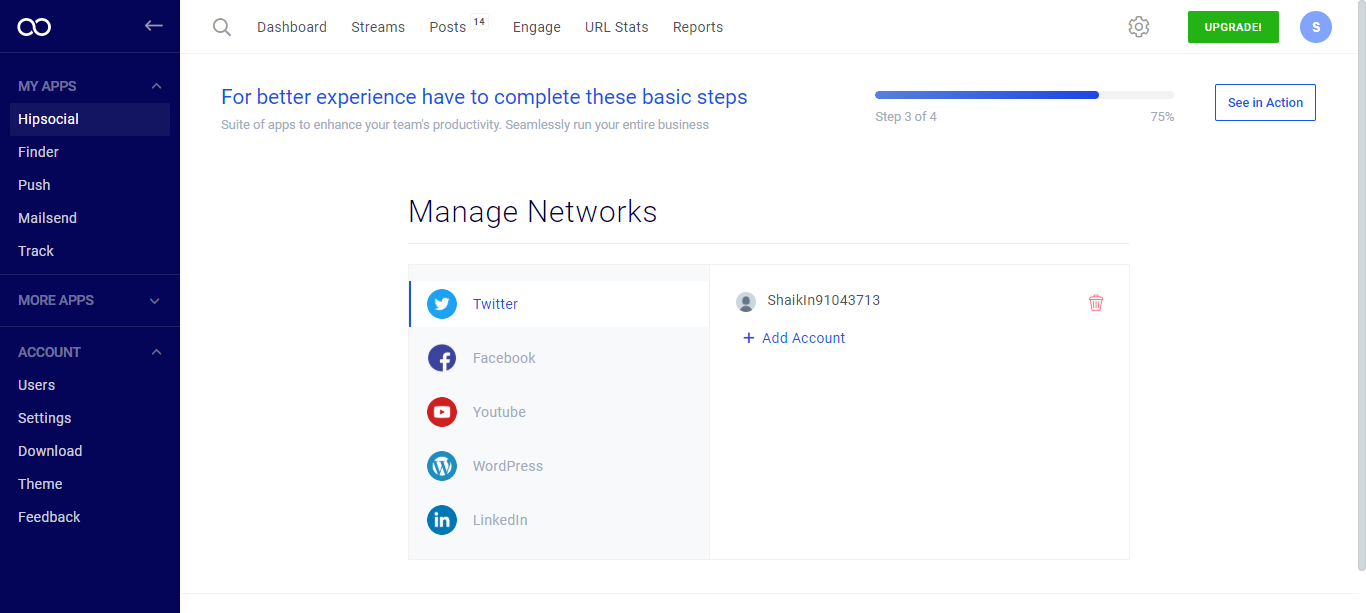 Dashboard Streams Posts 14 Engage URL Stats Reports UPGRADE! S
MY APPS
Hipsocial
Finder
Push
Mailsend
Track
MORE APPS
ACCOUNT
Users
Settings
Download
Theme
Feedback
For better experience have to complete these basic steps
Suite of apps to enhance your team's productivity. Seamlessly run your entire business
Step 3 of 4 75%
See in Action
Manage Networks
Twitter
Facebook
Youtube
WordPress
LinkedIn
ShaikIn91043713
+ Add Account